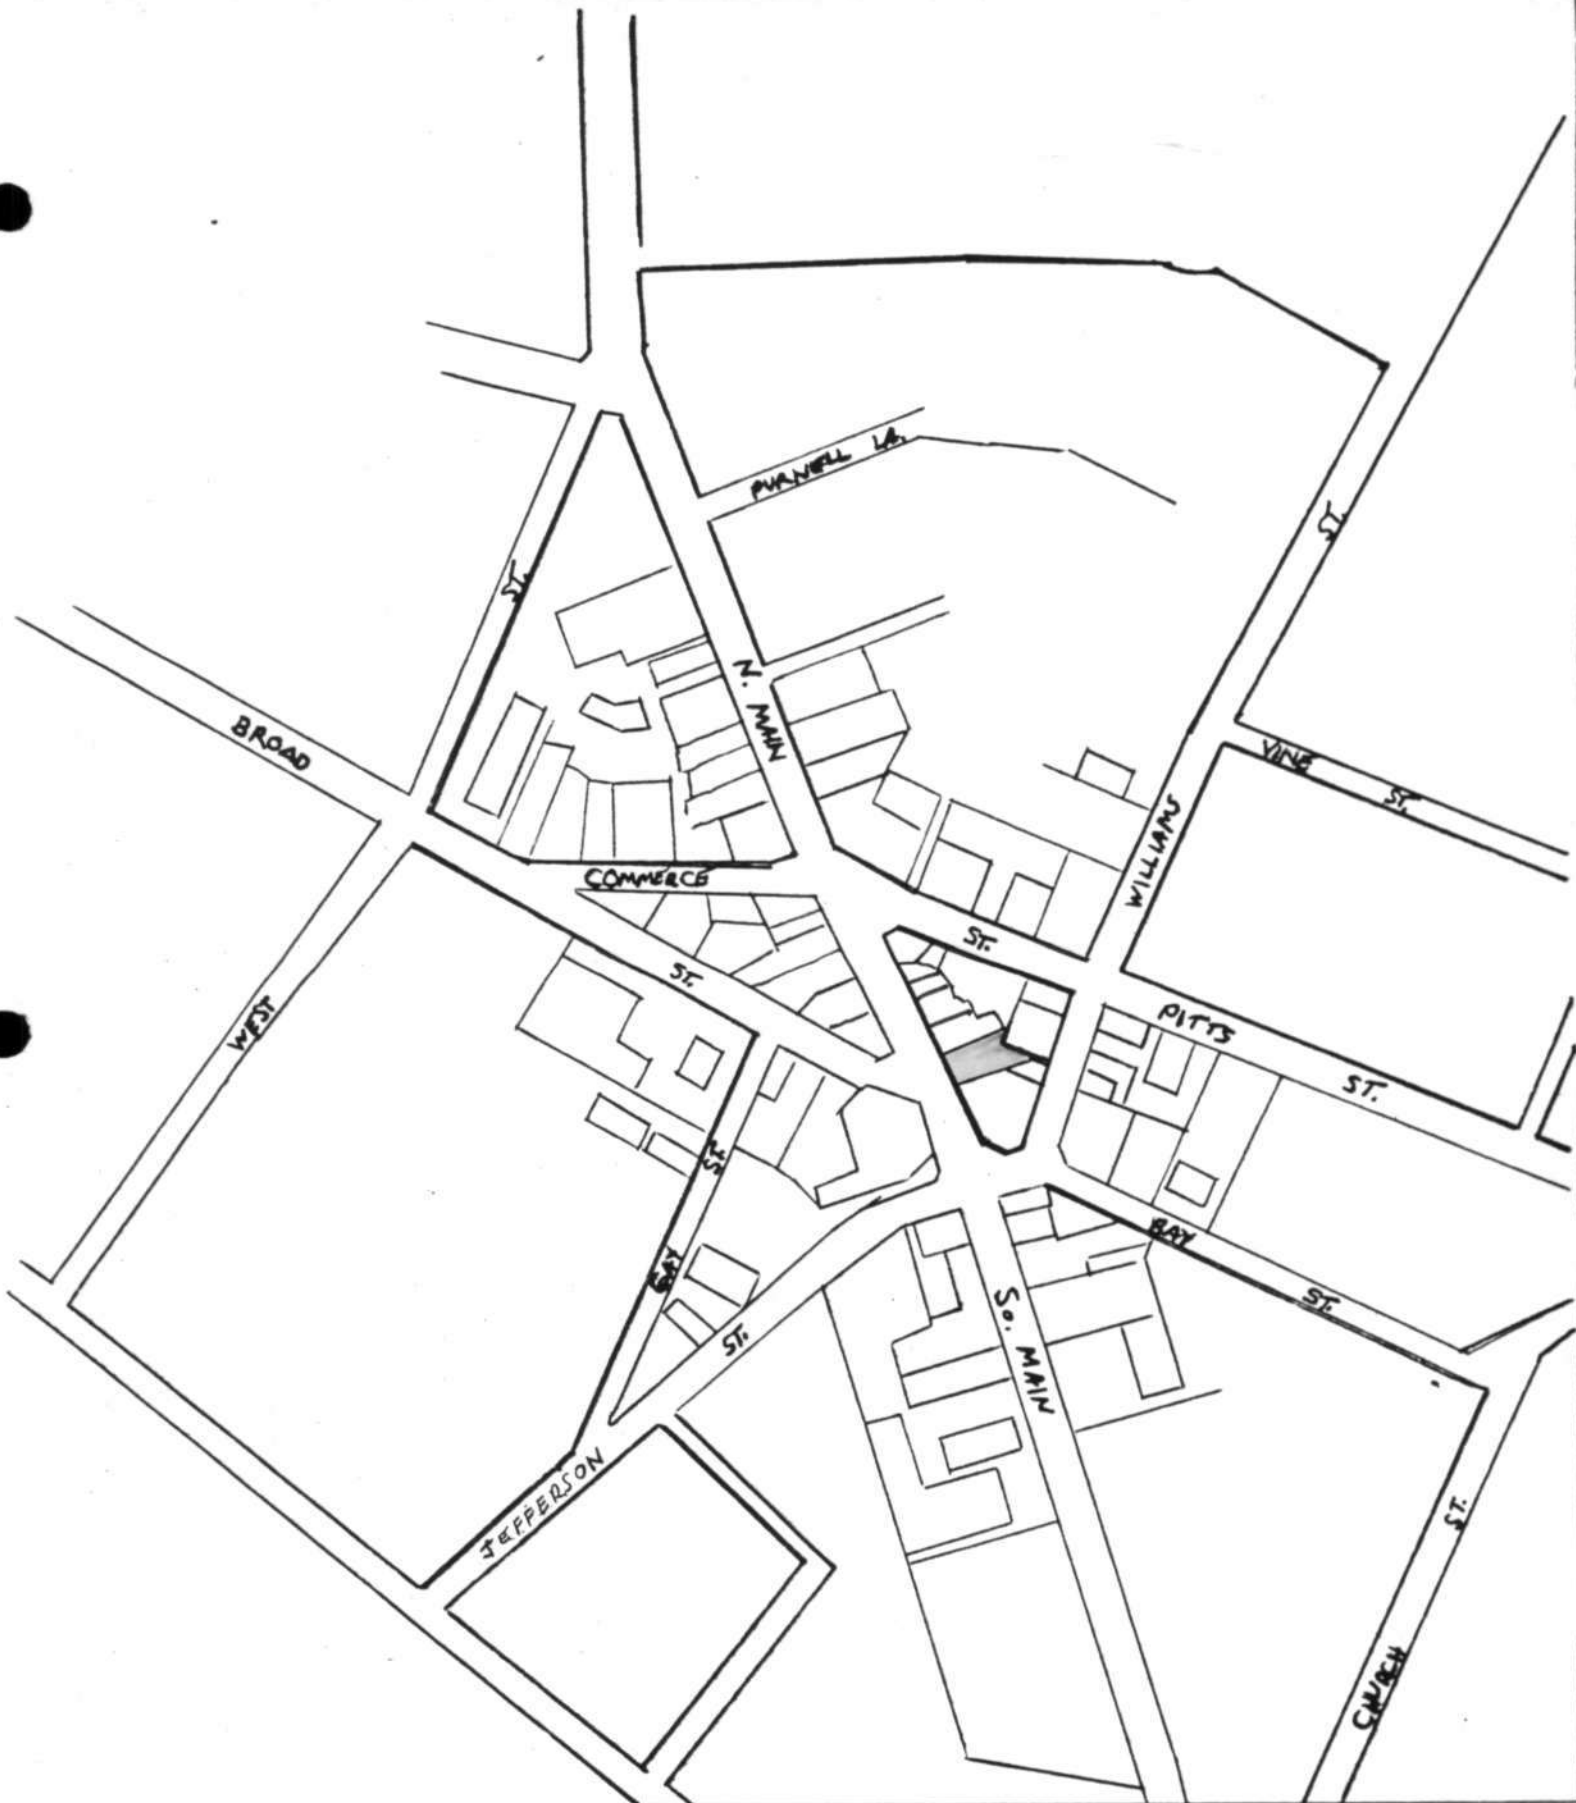 PURNELL LA.
ST.
ST.
N. MAIN
BROAD
VINE
ST.
WILLIAMS
COMMERCE
ST.
ST.
WEST
PITTS
ST.
ST.
BAY
BAY
ST.
ST.
So. MAIN
JEFFERSON
ST.
CHURCH